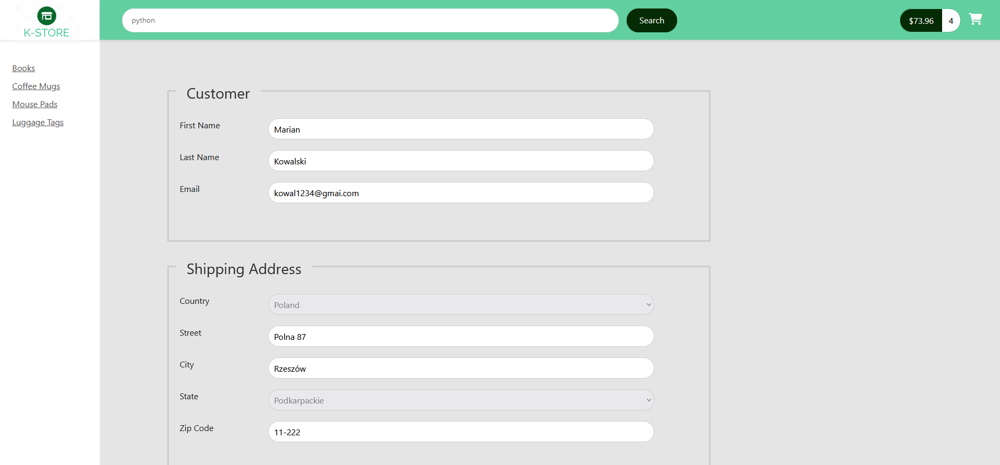 K-STORE
python
Search
$73.96
4
Books
Coffee Mugs
Mouse Pads
Luggage Tags
Customer
First Name
Marian
Last Name
Kowalski
Email
kowal1234@gmai.com
Shipping Address
Country
Poland
Street
Polna 87
City
Rzeszów
State
Podkarpackie
Zip Code
11-222